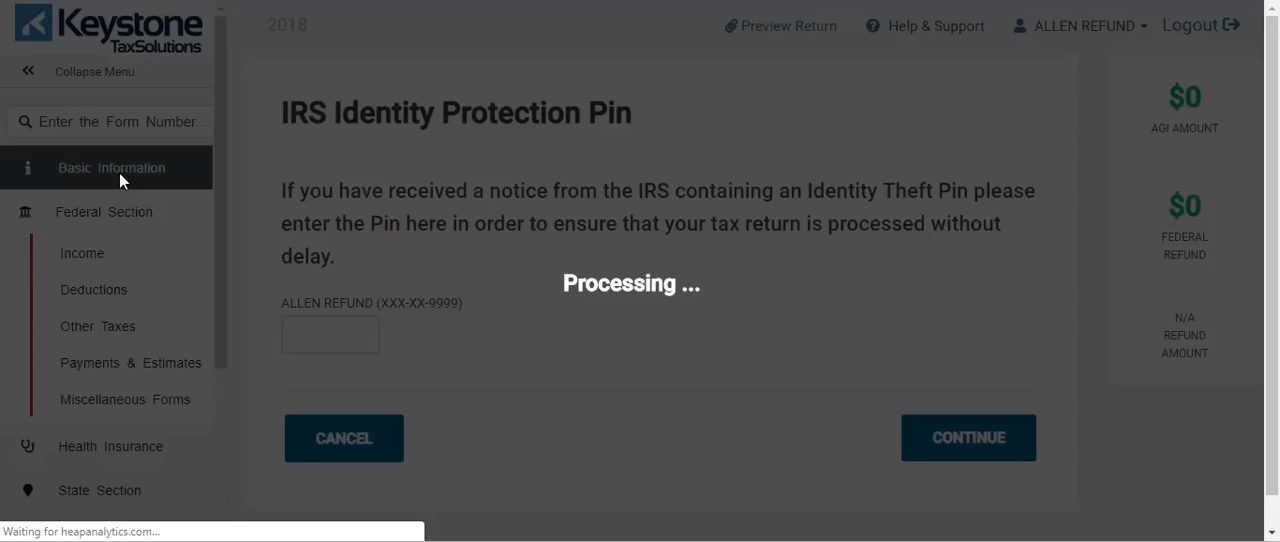 Keystone
TaxSolutions
2018
Preview Return
Help & Support
ALLEN REFUND
Logout
Collapse Menu
Enter the Form Number..
Basic Information
Federal Section
Income
Deductions
Other Taxes
Payments & Estimates
Miscellaneous Forms
Health Insurance
State Section
IRS Identity Protection Pin
If you have received a notice from the IRS containing an Identity Theft Pin please
enter the Pin here in order to ensure that your tax return is processed without
delay.
Processing ...
ALLEN REFUND (XXX-XX-9999)
CANCEL
CONTINUE
$0
AGI AMOUNT
$0
FEDERAL
REFUND
N/A
REFUND
AMOUNT
Waiting for heapanalytics.com...